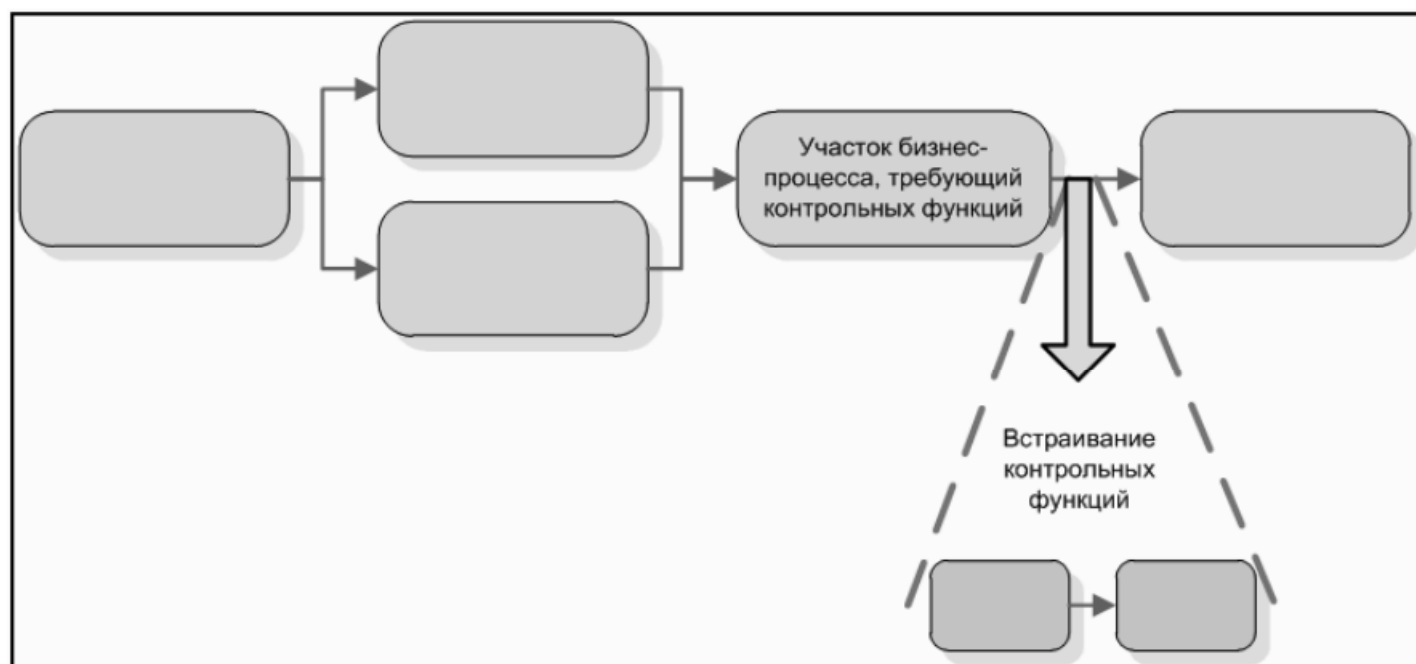 Участок бизнес-
процесса, требующий
контрольных функций
Встраивание
контрольных
функций